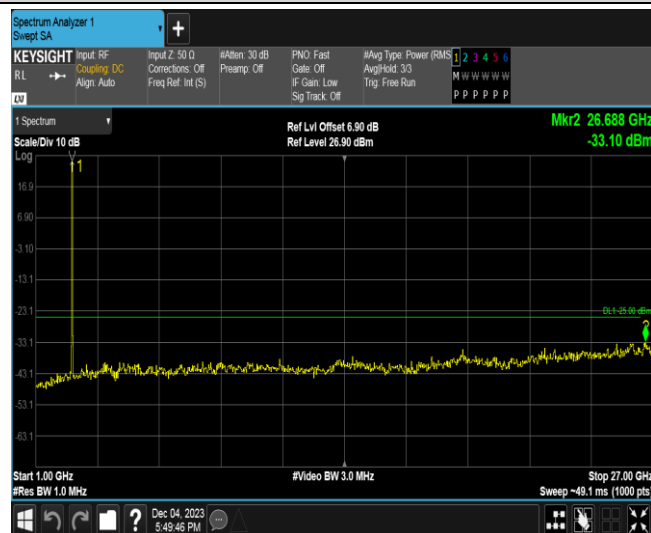 Spectrum Analyzer 1
Swept SA
KEYSIGHT
RL
Input: RF
Coupling: DC
Align: Auto
Input Z: 50 Ω
Corrections: Off
Freq Ref: Int (S)
#Atten: 30 dB
Preamp: Off
PNO: Fast
Gate: Off
IF Gain: Low
Sig Track: Off
#Avg Type: Power (RMS
Avg|Hold: 3/3
Trig: Free Run
1 2 3 4 5 6
M W W W W W
P P P P P P
LXI
1 Spectrum
Scale/Div 10 dB
Ref Lvl Offset 6.90 dB
Ref Level 26.90 dBm
Mkr2 26.688 GHz
-33.10 dBm
Log
1
16.9
6.90
-3.10
-13.1
-23.1
DL1 -25.00 dBm
2
-33.1
-43.1
-53.1
-63.1
Start 1.00 GHz
#Video BW 3.0 MHz
Stop 27.00 GHz
#Res BW 1.0 MHz
Sweep ~49.1 ms (1000 pts)
Dec 04, 2023
5:49:46 PM